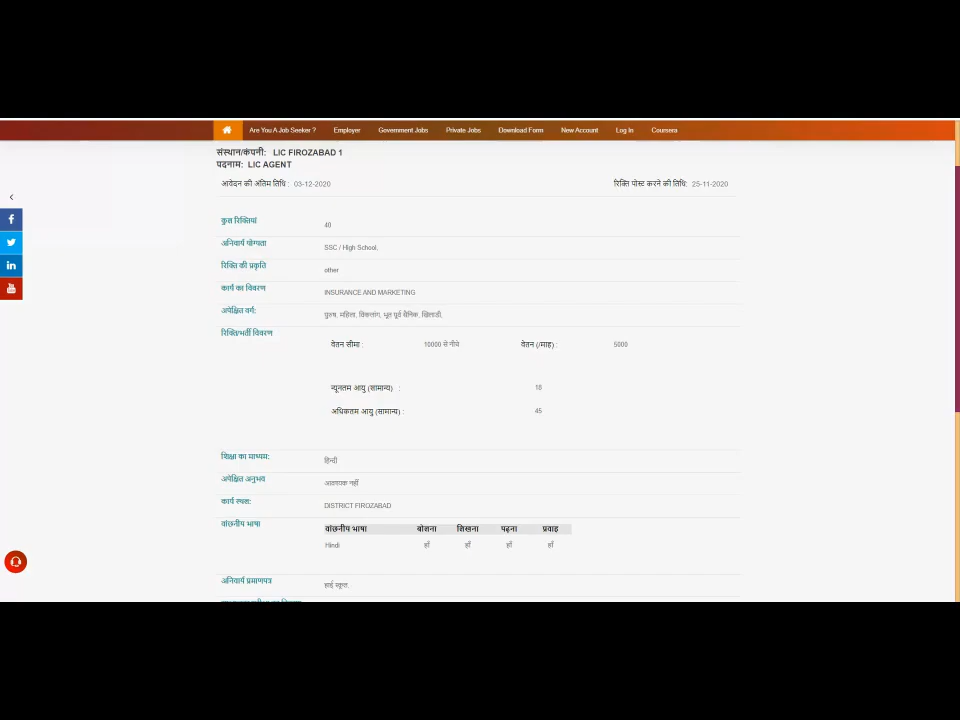 Are You A Job Seeker ? Employer Government Jobs Private Jobs Download Form New Account Log In Coursera
संस्थान/कंपनी: LIC FIROZABAD 1
पदनाम: LIC AGENT
आवेदन की अंतिम तिथि : 03-12-2020 रिक्ति पोस्ट करने की तिथि: 25-11-2020
कुल रिक्तियां 40
अनिवार्य योग्यता SSC / High School,
रिक्ति की प्रकृति other
कार्य का विवरण INSURANCE AND MARKETING
अपेक्षित वर्ग: पुरुष, महिला, विकलांग, भूत पूर्व सैनिक, खिलाडी,
रिक्ति/भर्ती विवरण
वेतन सीमा : 10000 से नीचे वेतन (/माह) : 5000
न्यूनतम आयु (सामान्य) : 18
अधिकतम आयु (सामान्य) : 45
शिक्षा का माध्यम: हिन्दी
अपेक्षित अनुभव आवश्यक नहीं
कार्य स्थल: DISTRICT FIROZABAD
वांछनीय भाषा वांछनीय भाषा बोलना लिखना पढ़ना प्रवाह
Hindi हाँ हाँ हाँ हाँ
अनिवार्य प्रमाणपत्र हाई स्कूल,